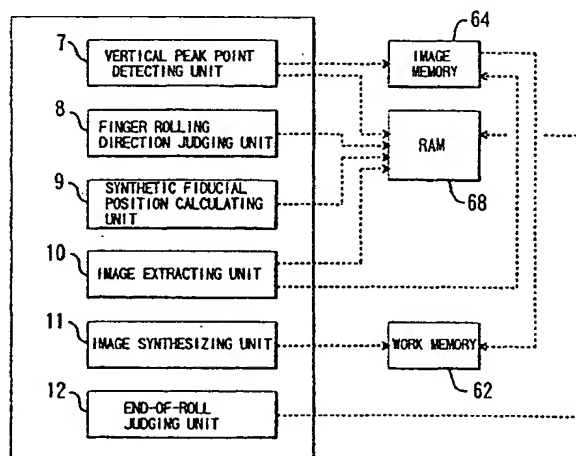 64
7
VERTICAL PEAK POINT
DETECTING UNIT
IMAGE
MEMORY
8
FINGER ROLLING
DIRECTION JUDGING UNIT
RAM
68
9
SYNTHETIC FIDUCIAL
POSITION CALCULATING
UNIT
10
IMAGE EXTRACTING UNIT
11
IMAGE SYNTHESIZING UNIT
WORK MEMORY
62
12
END-OF-ROLL
JUDGING UNIT